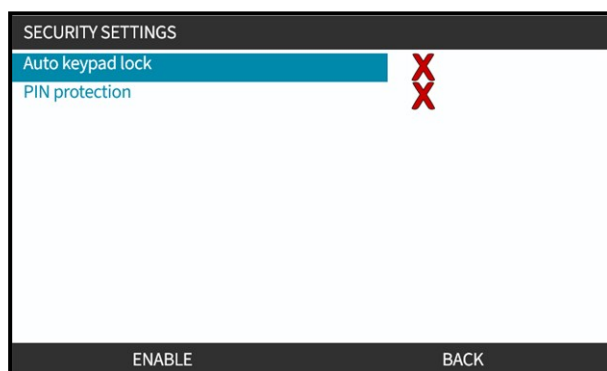 SECURITY SETTINGS
Auto keypad lock
PIN protection
ENABLE BACK